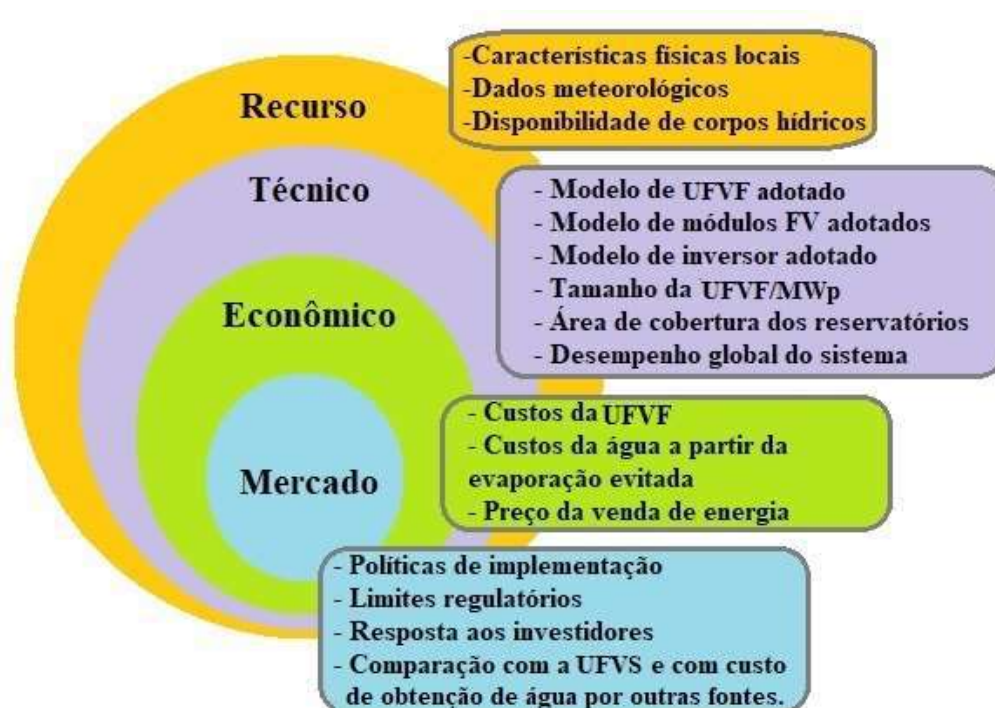 Recurso
-Características físicas locais
-Dados meteorológicos
-Disponibilidade de corpos hídricos
Técnico
- Modelo de UFVF adotado
- Modelo de módulos FV adotados
- Modelo de inversor adotado
- Tamanho da UFVF/MWp
- Área de cobertura dos reservatórios
- Desempenho global do sistema
Econômico
- Custos da UFVF
- Custos da água a partir da
evaporação evitada
- Preço da venda de energia
Mercado
- Políticas de implementação
- Limites regulatórios
- Resposta aos investidores
- Comparação com a UFVS e com custo
de obtenção de água por outras fontes.